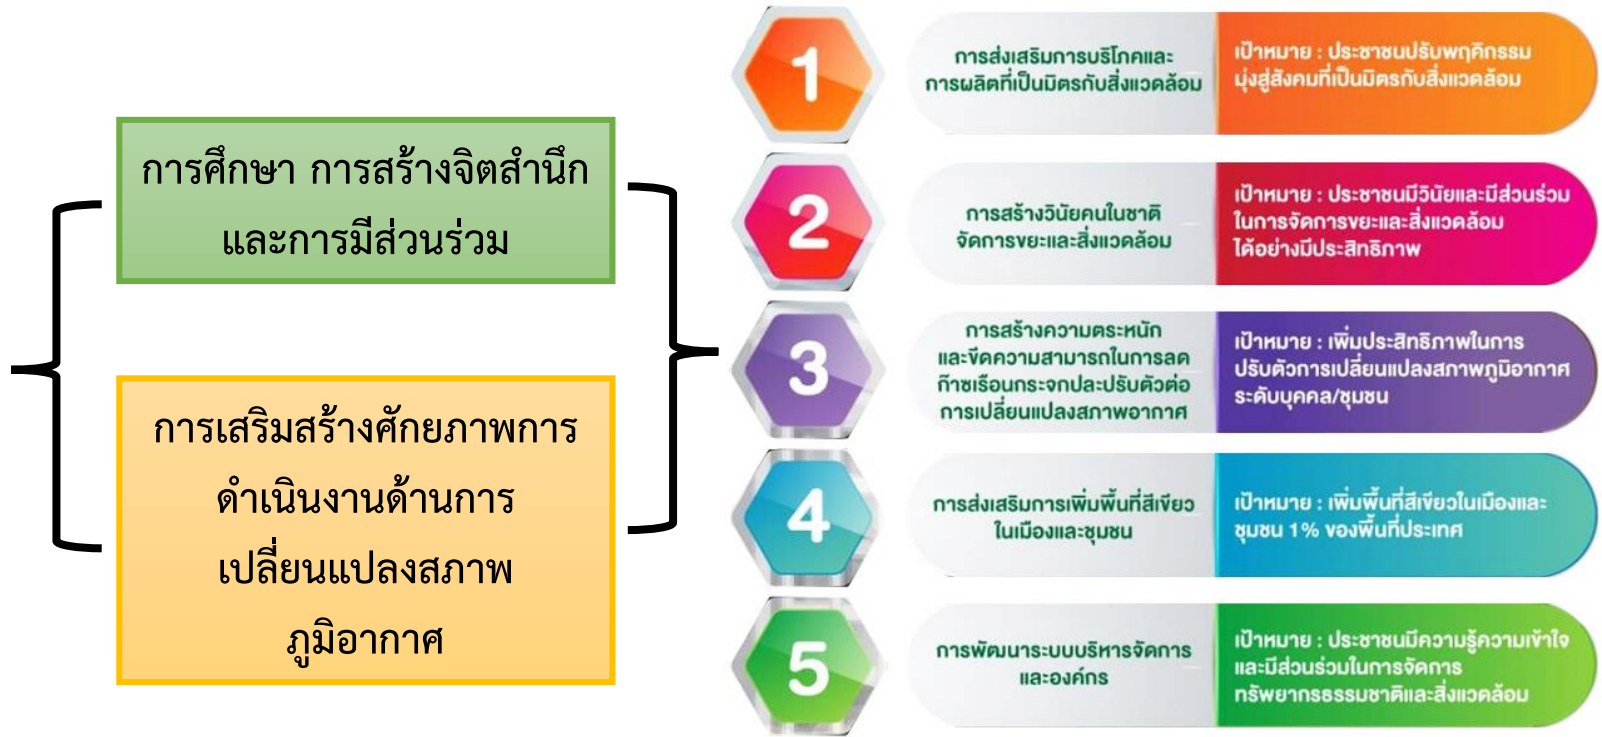 การศึกษา การสร้างจิตสำนึก
และการมีส่วนร่วม
การเสริมสร้างศักยภาพการ
ดำเนินงานด้านการ
เปลี่ยนแปลงสภาพ
ภูมิอากาศ
1
การส่งเสริมการบริโภคและ
การผลิตที่เป็นมิตรกับสิ่งแวดล้อม
เป้าหมาย : ประชาชนปรับพฤติกรรม
มุ่งสู่สังคมที่เป็นมิตรกับสิ่งแวดล้อม
2
การสร้างวินัยคนในชาติ
จัดการขยะและสิ่งแวดล้อม
เป้าหมาย : ประชาชนมีวินัยและมีส่วนร่วม
ในการจัดการขยะและสิ่งแวดล้อม
ได้อย่างมีประสิทธิภาพ
3
การสร้างความตระหนัก
และขีดความสามารถในการลด
ก๊าซเรือนกระจกปละปรับตัวต่อ
การเปลี่ยนแปลงสภาพอากาศ
เป้าหมาย : เพิ่มประสิทธิภาพในการ
ปรับตัวการเปลี่ยนแปลงสภาพภูมิอากาศ
ระดับบุคคล/ชุมชน
4
การส่งเสริมการเพิ่มพื้นที่สีเขียว
ในเมืองและชุมชน
เป้าหมาย : เพิ่มพื้นที่สีเขียวในเมืองและ
ชุมชน 1% ของพื้นที่ประเทศ
5
การพัฒนาระบบบริหารจัดการ
และองค์กร
เป้าหมาย : ประชาชนมีความรู้ความเข้าใจ
และมีส่วนร่วมในการจัดการ
ทรัพยากรธรรมชาติและสิ่งแวดล้อม